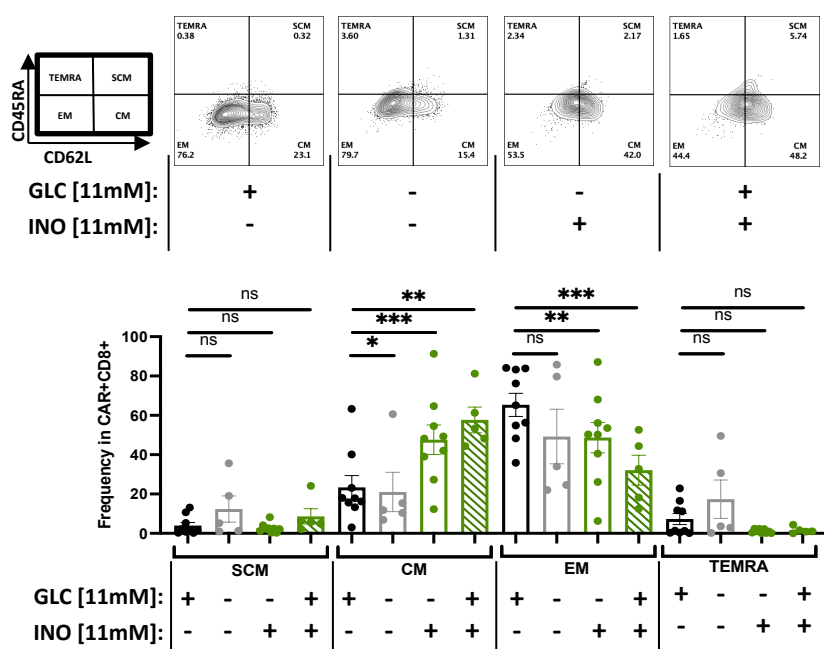 TEMRA SCM TEMRA SCM TEMRA SCM TEMRA SCM
0.38 0.32 3.60 1.31 2.34 2.17 1.65 5.74
CD45RA
TEMRA SCM
EM CM
CD62L
EM CM EM CM EM CM EM CM
76.2 23.1 79.7 15.4 53.5 42.0 44.4 48.2
GLC [11mM]: + - - +
INO [11mM]: - - + +
Frequency in CAR+CD8+
100
80
60
40
20
0
ns ** *** ns
ns *** ** ns
ns * ns ns
SCM CM EM TEMRA
GLC [11mM]: + - - + + - - + + - - + + - - +
INO [11mM]: - - + + - - + + - - + + - - + +